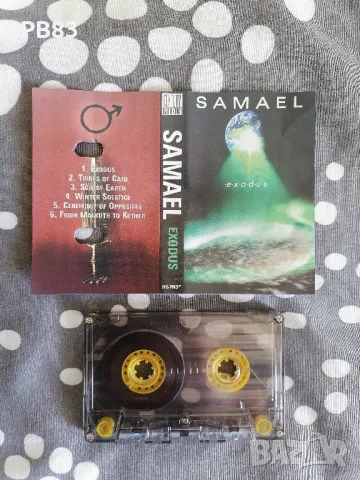 PB83
SAMAEL
exodus
SAMAEL EXODUS
1. Exodus
2. Tribes of Cain
3. Son of Earth
4. Winter Solstice
5. Ceremony of Opposites
6. From Malkuth to Kether
BAZAR